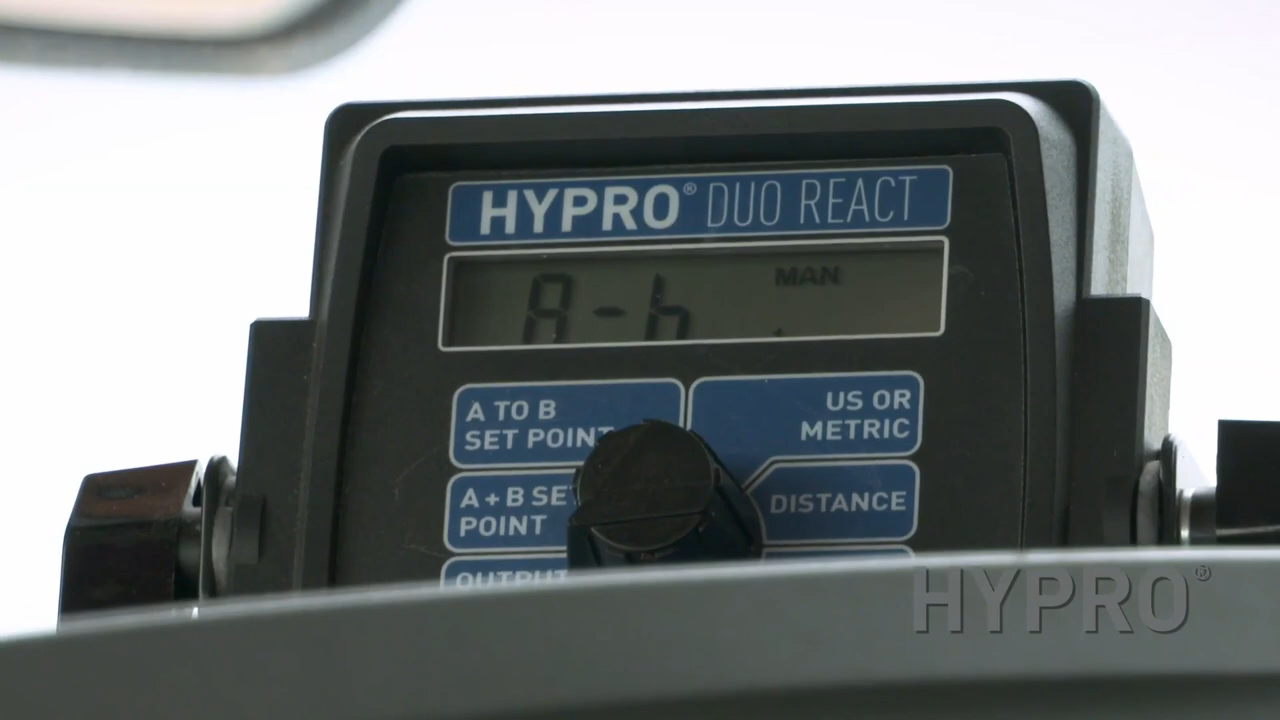 HYPRO® DUO REACT
A-b
MAN
A TO B
SET POINT
US OR
METRIC
A+B SET
POINT
DISTANCE
OUTPUT
HYPRO®